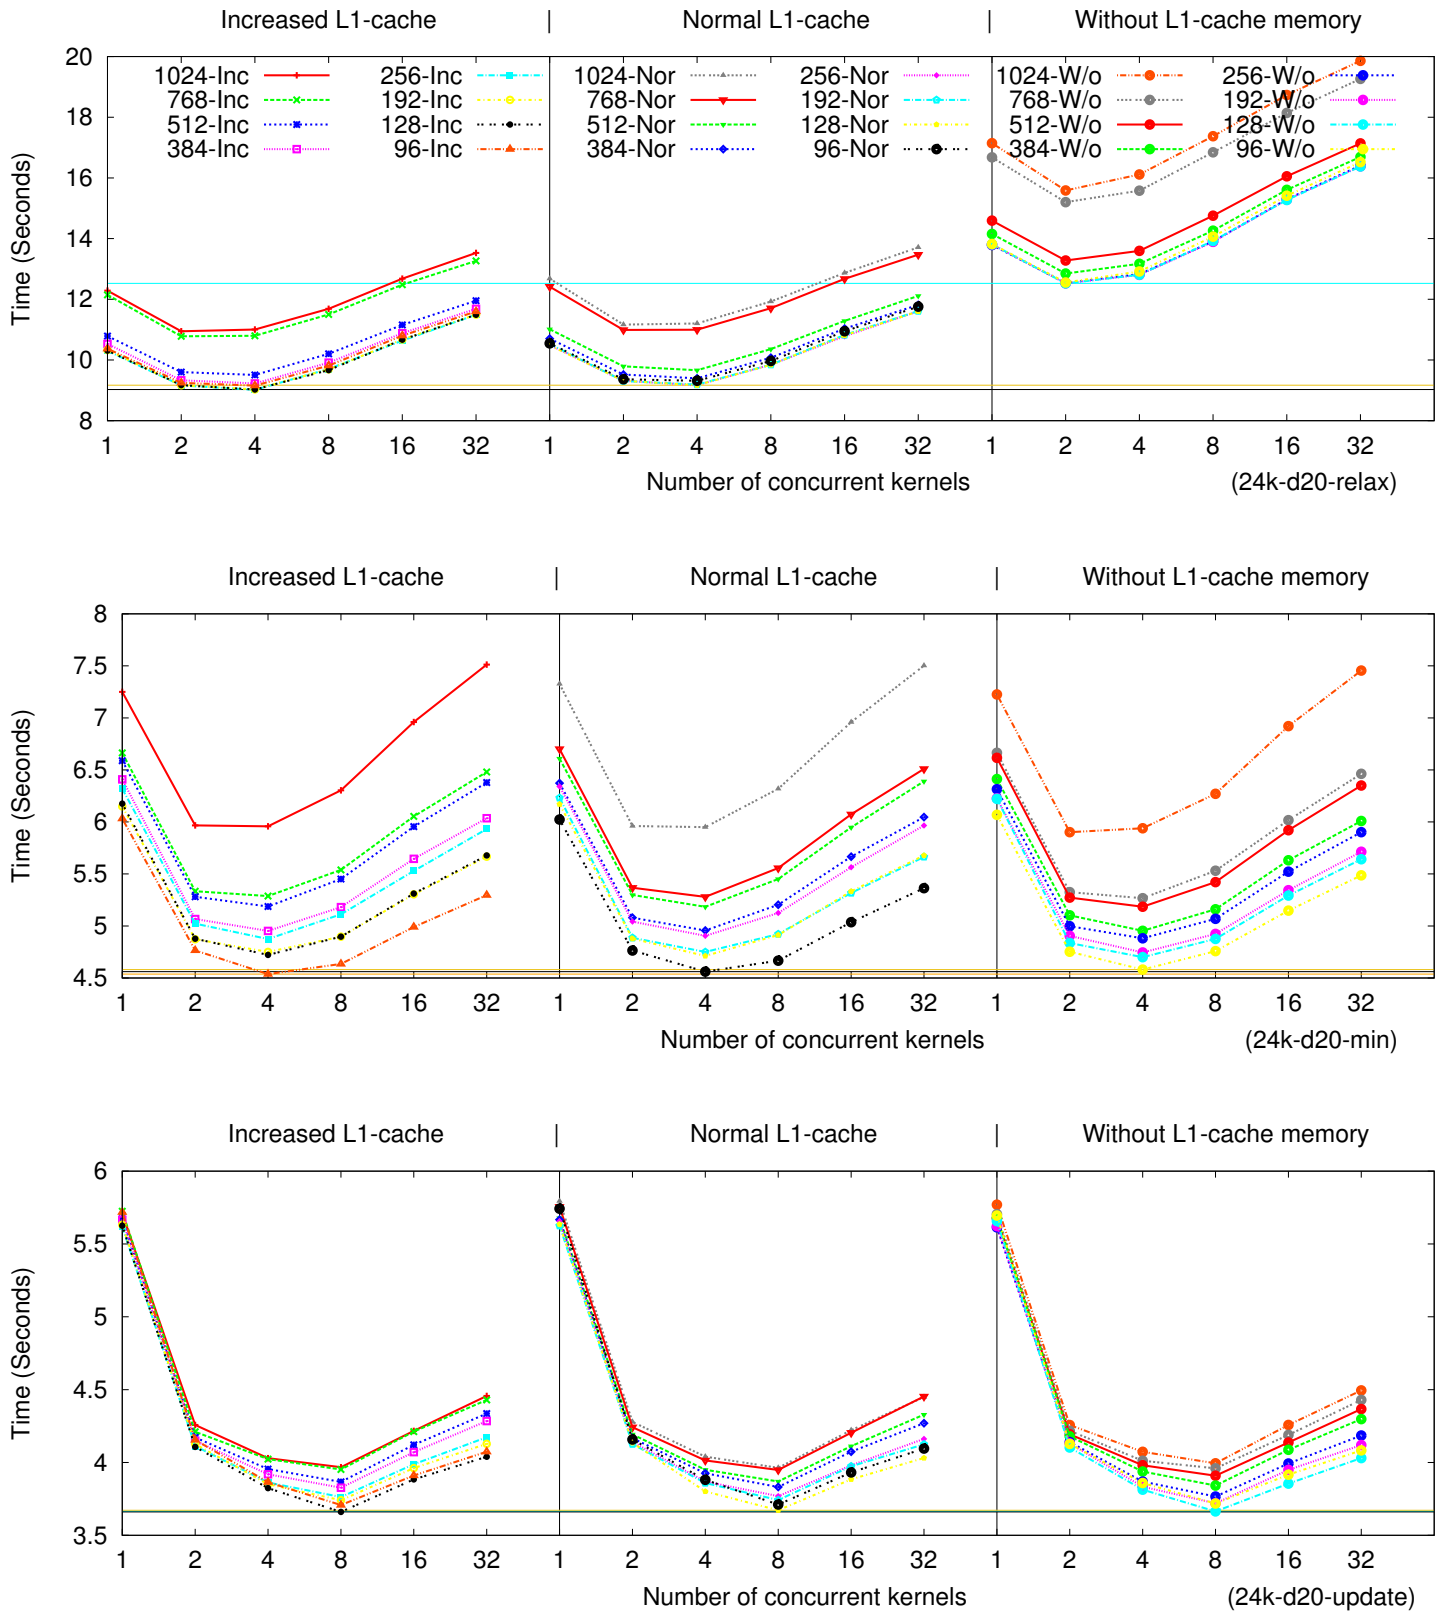 Increased L1-cache | Normal L1-cache | Without L1-cache memory
20
18
16
14
12
10
8
Time (Seconds)
1024-Inc 256-Inc 1024-Nor 256-Nor 1024-W/o 256-W/o
768-Inc 192-Inc 768-Nor 192-Nor 768-W/o 192-W/o
512-Inc 128-Inc 512-Nor 128-Nor 512-W/o 128-W/o
384-Inc 96-Inc 384-Nor 96-Nor 384-W/o 96-W/o
1 2 4 8 16 32 1 2 4 8 16 32 1 2 4 8 16 32
Number of concurrent kernels (24k-d20-relax)
Increased L1-cache | Normal L1-cache | Without L1-cache memory
8
7.5
7
6.5
6
5.5
5
4.5
Time (Seconds)
1 2 4 8 16 32 1 2 4 8 16 32 1 2 4 8 16 32
Number of concurrent kernels (24k-d20-min)
Increased L1-cache | Normal L1-cache | Without L1-cache memory
6
5.5
5
4.5
4
3.5
Time (Seconds)
1 2 4 8 16 32 1 2 4 8 16 32 1 2 4 8 16 32
Number of concurrent kernels (24k-d20-update)